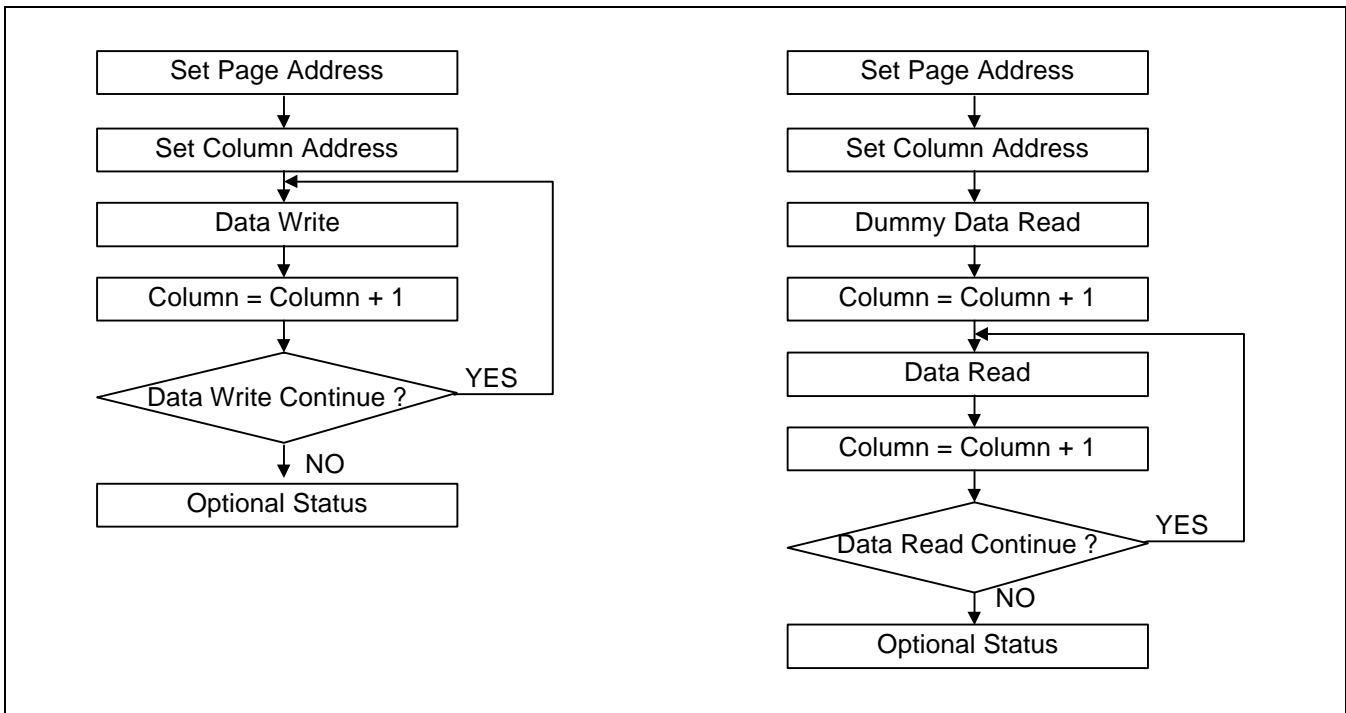 Set Page Address
Set Column Address
Data Write
Column = Column + 1
Data Write Continue ?
YES
NO
Optional Status
Set Page Address
Set Column Address
Dummy Data Read
Column = Column + 1
Data Read
Column = Column + 1
Data Read Continue ?
YES
NO
Optional Status